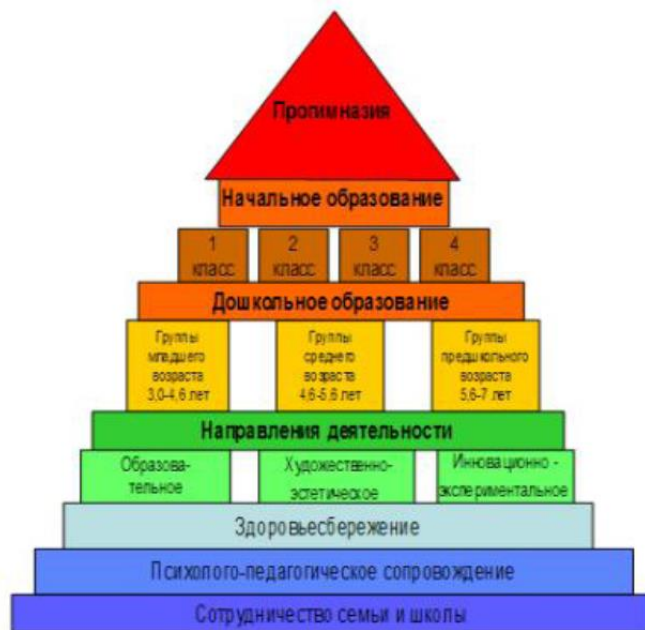 Прогимназия
Начальное образование
1
класс
2
класс
3
класс
4
класс
Дошкольное образование
Группы
младшего
возраста
3,0-4,6 лет
Группы
среднего
возраста
4,6-5,6 лет
Группы
предшкольного
возраста
5,6-7 лет
Направления деятельности
Образова-
тельное
Художественно-
эстетическое
Инновационно -
экспериментальное
Здоровьесбережение
Психолого-педагогическое сопровождение
Сотрудничество семьи и школы